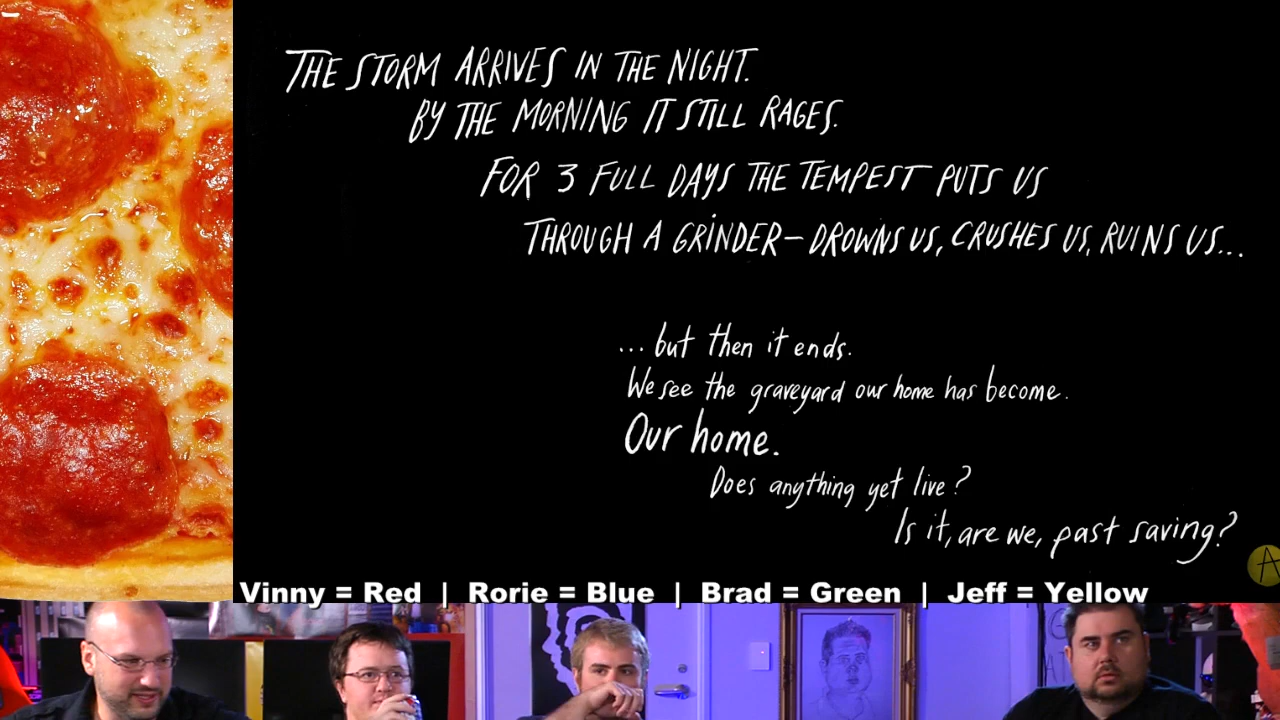 THE STORM ARRIVES IN THE NIGHT.
BY THE MORNING IT STILL RAGES.
FOR 3 FULL DAYS THE TEMPEST PUTS US
THROUGH A GRINDER—DROWNS US, CRUSHES US, RUINS US...
... but then it ends.
We see the graveyard our home has become.
Our home.
Does anything yet live?
Is it, are we, past saving?
A
Vinny = Red | Rorie = Blue | Brad = Green | Jeff = Yellow